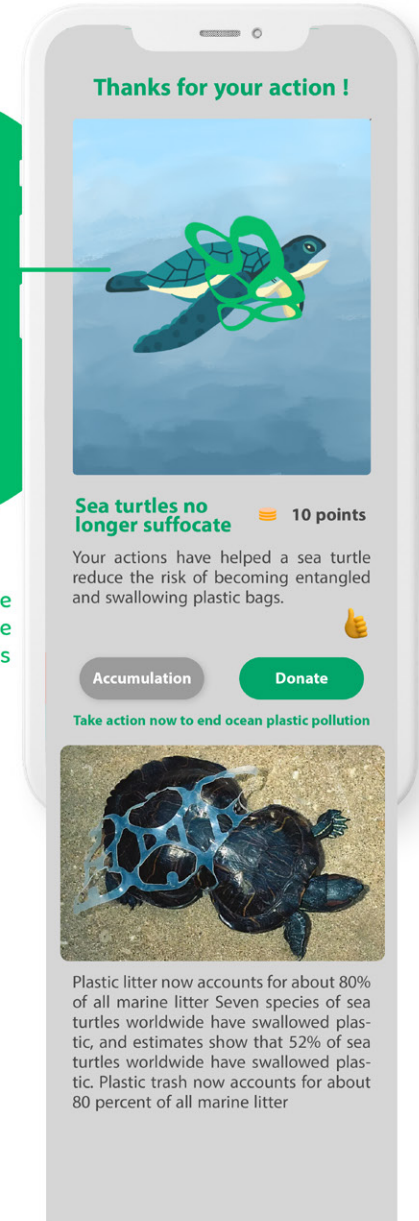 Thanks for your action !
Sea turtles no
longer suffocate
10 points
Your actions have helped a sea turtle
reduce the risk of becoming entangled
and swallowing plastic bags.
Accumulation
Donate
Take action now to end ocean plastic pollution
Plastic litter now accounts for about 80%
of all marine litter Seven species of sea
turtles worldwide have swallowed plas-
tic, and estimates show that 52% of sea
turtles worldwide have swallowed plas-
tic. Plastic trash now accounts for about
80 percent of all marine litter